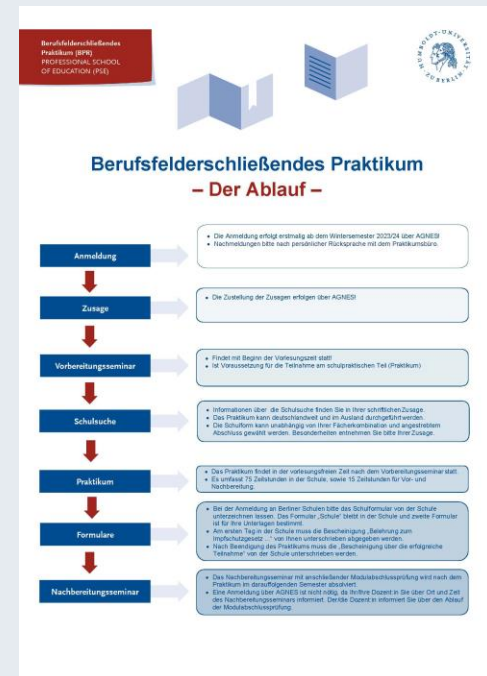 Berufsfelderschließendes
Praktikum (BPR)
PROFESSIONAL SCHOOL
OF EDUCATION (PSE)
HUMBOLDT-UNIVERSITÄT
ZU BERLIN
Berufsfelderschließendes Praktikum
– Der Ablauf –
Anmeldung
• Die Anmeldung erfolgt erstmalig ab dem Wintersemester 2023/24 über AGNES!
• Nachmeldungen bitte nach persönlicher Rücksprache mit dem Praktikumsbüro.
Zusage
• Die Zustellung der Zusagen erfolgen über AGNES!
Vorbereitungsseminar
• Findet mit Beginn der Vorlesungszeit statt!
• Ist Voraussetzung für die Teilnahme am schulpraktischen Teil (Praktikum)
Schulsuche
• Informationen über die Schulsuche finden Sie in Ihrer schriftlichen Zusage.
• Das Praktikum kann deutschlandweit und im Ausland durchgeführt werden.
• Die Schulform kann unabhängig von Ihrer Fächerkombination und angestrebtem
Abschluss gewählt werden. Besonderheiten entnehmen Sie bitte Ihrer Zusage.
Praktikum
• Das Praktikum findet in der vorlesungsfreien Zeit nach dem Vorbereitungsseminar statt.
• Es umfasst 75 Zeitstunden in der Schule, sowie 15 Zeitstunden für Vor- und
Nachbereitung.
Formulare
• Bei der Anmeldung an Berliner Schulen bitte das Schulformular von der Schule
unterzeichnen lassen. Das Formular „Schule“ bleibt in der Schule und zweite Formular
ist für Ihre Unterlagen bestimmt.
• Am ersten Tag in der Schule muss die Bescheinigung „Belehrung zum
Impfschutzgesetz ...“ von Ihnen unterschrieben abgegeben werden.
• Nach Beendigung des Praktikums muss die „Bescheinigung über die erfolgreiche
Teilnahme“ von der Schule unterschrieben werden.
Nachbereitungsseminar
• Das Nachbereitungsseminar mit anschließender Modulabschlussprüfung wird nach dem
Praktikum im darauffolgenden Semester absolviert.
• Eine Anmeldung über AGNES ist nicht nötig, da Ihr/Ihre Dozent in Sie über Ort und Zeit
des Nachbereitungsseminars informiert. Der/die Dozent in informiert Sie über den Ablauf
der Modulabschlussprüfung.